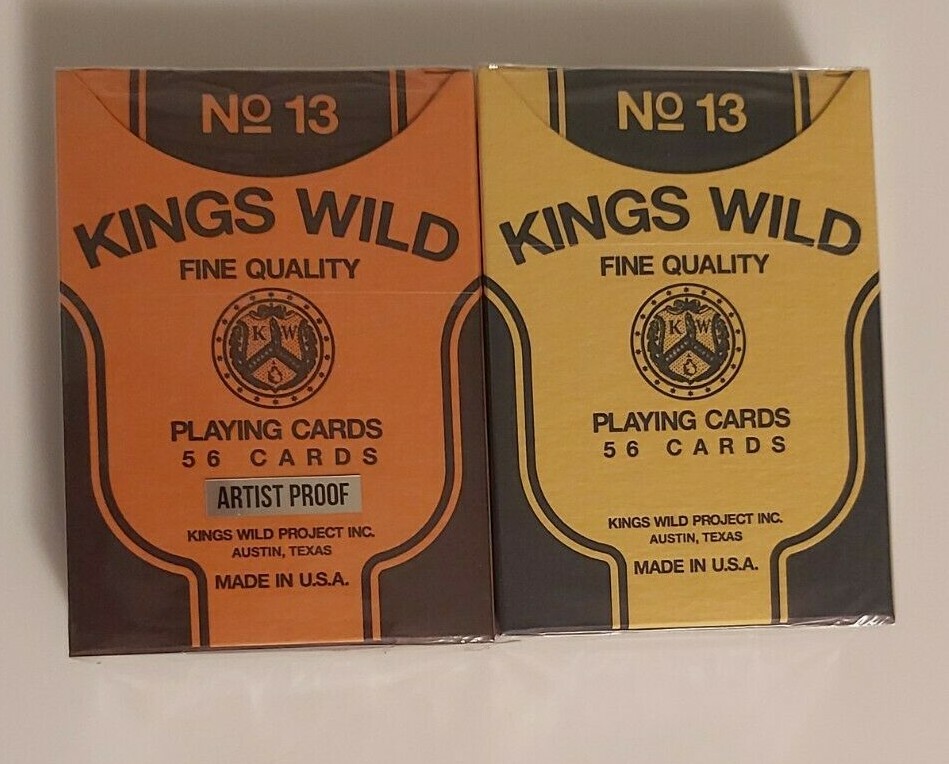 No 13
KINGS WILD
FINE QUALITY
K W
PLAYING CARDS
56 CARDS
ARTIST PROOF
KINGS WILD PROJECT INC.
AUSTIN, TEXAS
MADE IN U.S.A.
No 13
KINGS WILD
FINE QUALITY
K W
PLAYING CARDS
56 CARDS
KINGS WILD PROJECT INC.
AUSTIN, TEXAS
MADE IN U.S.A.